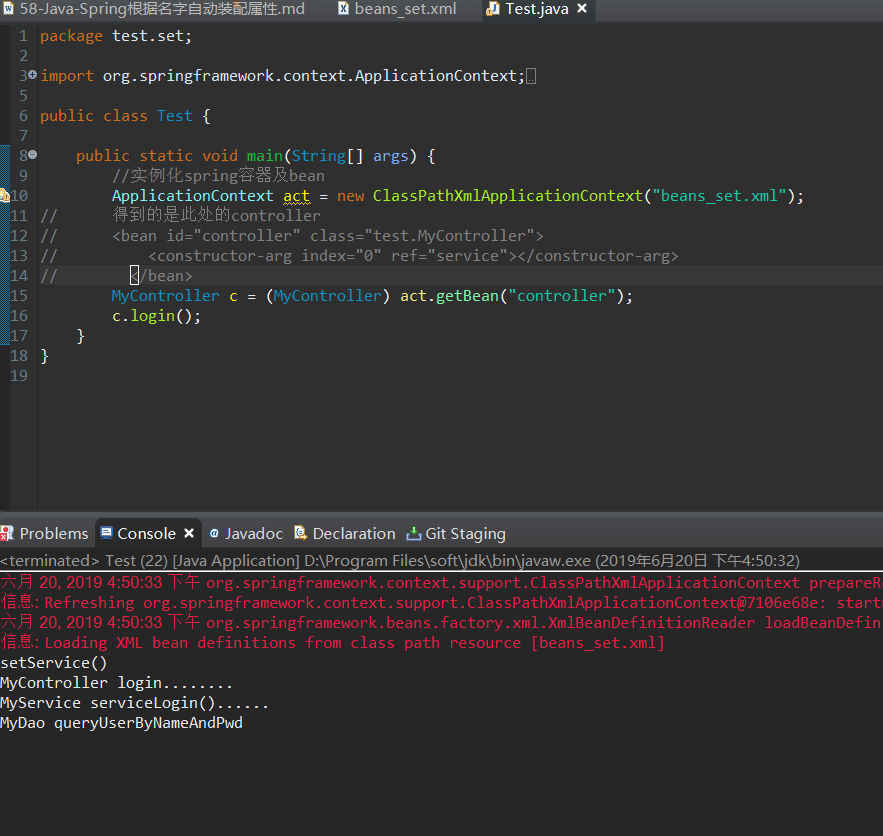 58-Java-Spring根据名字自动装配属性.md beans_set.xml Test.java
1 package test.set;
2
3 import org.springframework.context.ApplicationContext;
5
6 public class Test {
7
8 public static void main(String[] args) {
9 //实例化spring容器及bean
10 ApplicationContext act = new ClassPathXmlApplicationContext("beans_set.xml");
11 // 得到的是此处的controller
12 // <bean id="controller" class="test.MyController">
13 // <constructor-arg index="0" ref="service"></constructor-arg>
14 // </bean>
15 MyController c = (MyController) act.getBean("controller");
16 c.login();
17 }
18 }
19
Problems Console Javadoc Declaration Git Staging
<terminated> Test (22) [Java Application] D:\Program Files\soft\jdk\bin\javaw.exe (2019年6月20日 下午4:50:32)
六月 20, 2019 4:50:33 下午 org.springframework.context.support.ClassPathXmlApplicationContext prepareR
信息: Refreshing org.springframework.context.support.ClassPathXmlApplicationContext@7106e68e: start
六月 20, 2019 4:50:33 下午 org.springframework.beans.factory.xml.XmlBeanDefinitionReader loadBeanDefin
信息: Loading XML bean definitions from class path resource [beans_set.xml]
setService()
MyController login........
MyService serviceLogin()......
MyDao queryUserByNameAndPwd